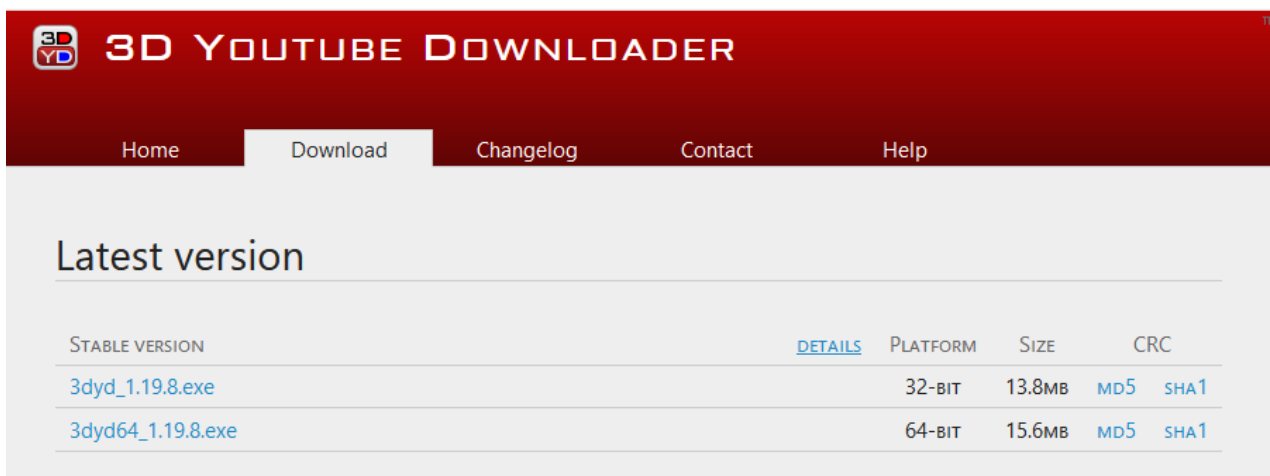 3D YD
3D YOUTUBE DOWNLOADER
Home Download Changelog Contact Help
Latest version
STABLE VERSION DETAILS PLATFORM SIZE CRC
3dyd_1.19.8.exe 32-BIT 13.8MB MD5 SHA1
3dyd64_1.19.8.exe 64-BIT 15.6MB MD5 SHA1